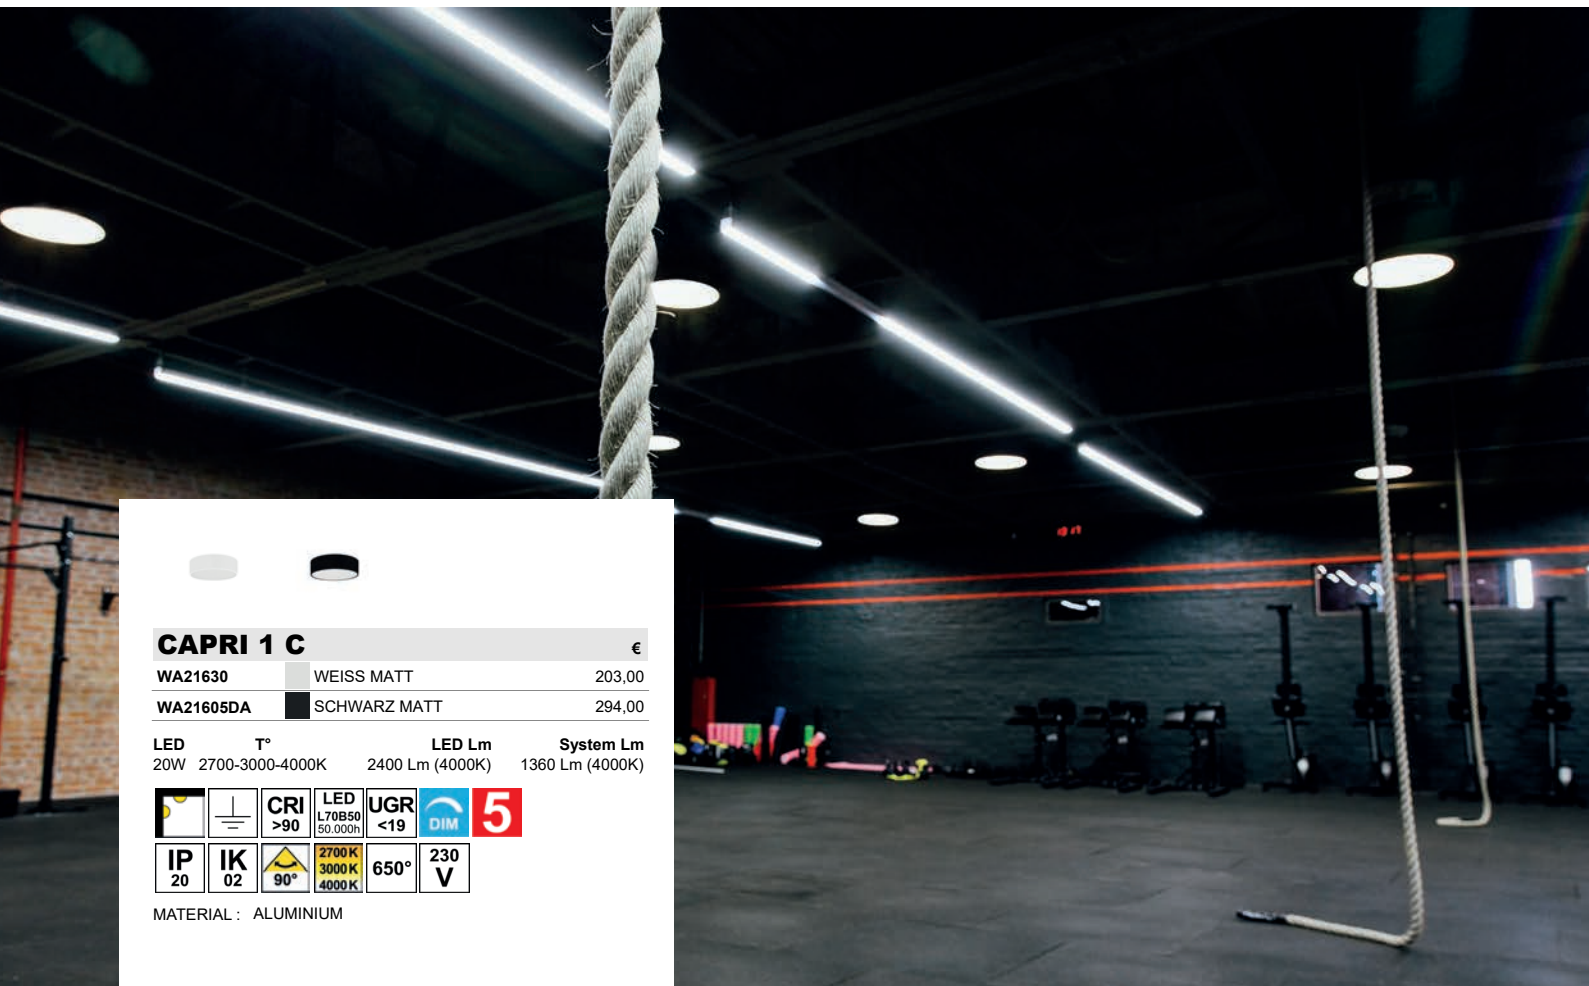 CAPRI 1 C €
WA21630 WEISS MATT 203,00
WA21605DA SCHWARZ MATT 294,00
LED T° LED Lm System Lm
20W 2700-3000-4000K 2400 Lm (4000K) 1360 Lm (4000K)
CRI >90
LED L70B50 50.000h
UGR <19
DIM
5
IP 20
IK 02
90°
2700K
3000K
4000K
650°
230 V
MATERIAL : ALUMINIUM